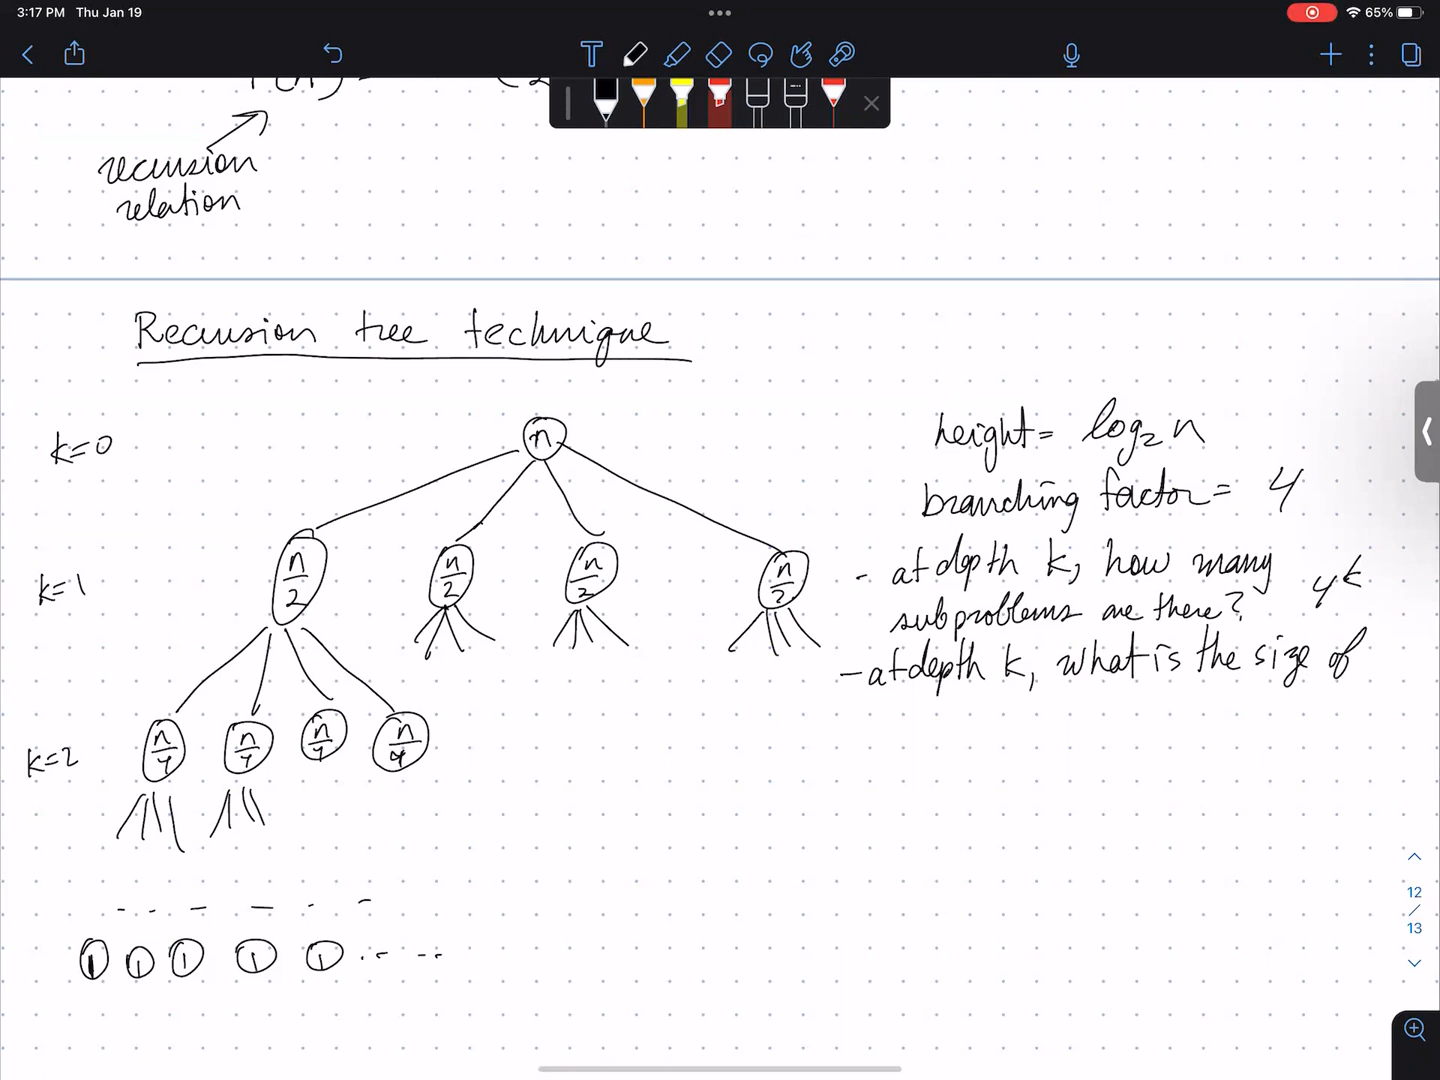 3:17 PM Thu Jan 19
65%
recursion
relation
Recursion tree technique
k=0
n
height = log₂ n
branching factor = 4
k=1
n/2 n/2 n/2 n/2
- at depth k, how many
subproblems are there? 4^k
- at depth k, what is the size of
k=2
n/4 n/4 n/4 n/4
1 1 1 1 1 .. - --
12
/
13